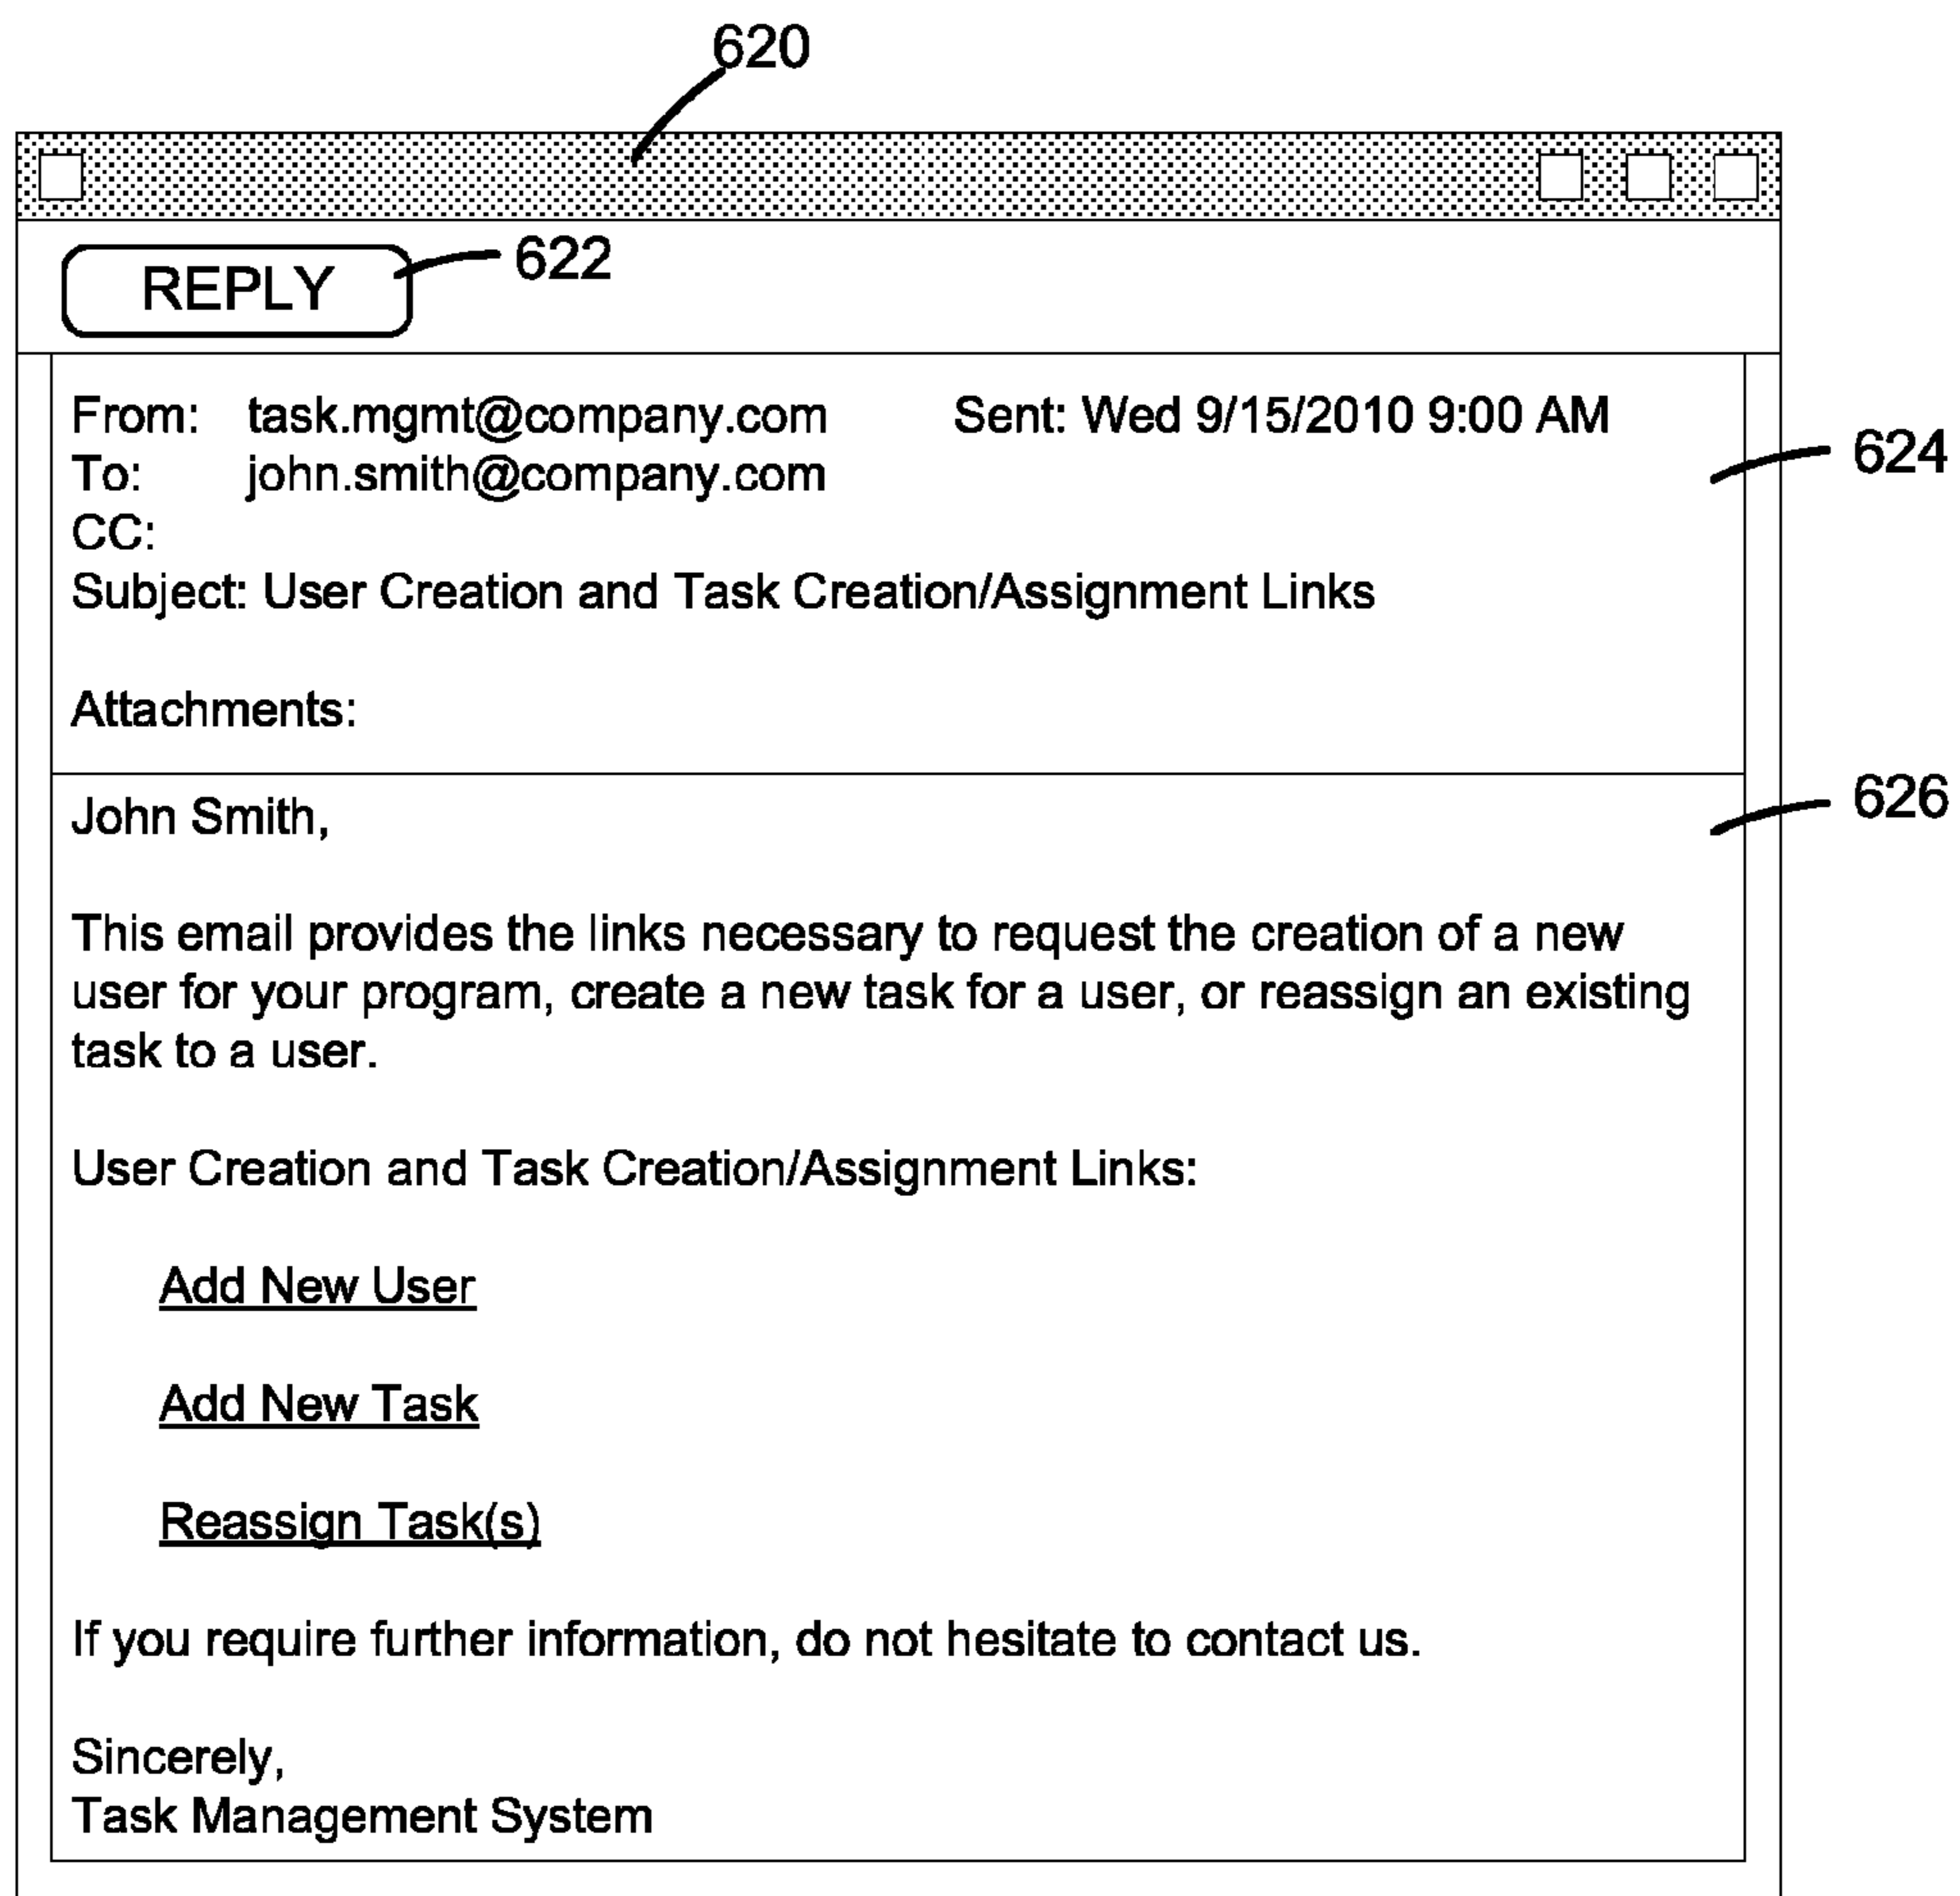 620
REPLY 622
From: task.mgmt@company.com Sent: Wed 9/15/2010 9:00 AM
624
To: john.smith@company.com
CC:
Subject: User Creation and Task Creation/Assignment Links
Attachments:
626
John Smith,
This email provides the links necessary to request the creation of a new
user for your program, create a new task for a user, or reassign an existing
task to a user.
User Creation and Task Creation/Assignment Links:
Add New User
Add New Task
Reassign Task(s)
If you require further information, do not hesitate to contact us.
Sincerely,
Task Management System